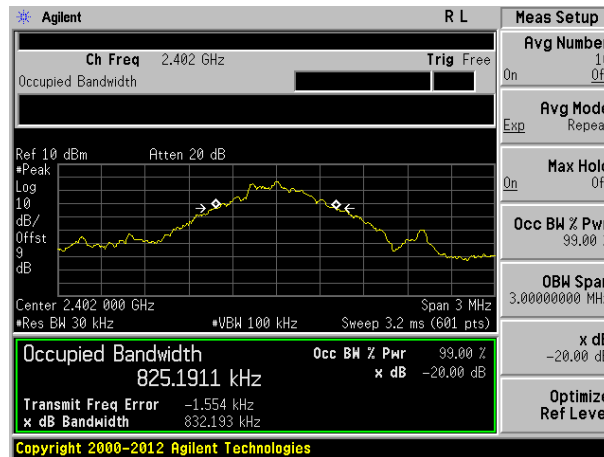 Agilent R L
Meas Setup
Ch Freq 2.402 GHz Trig Free
Occupied Bandwidth
Avg Number
On
Avg Mode
Exp Repeat
Max Hold
On
Occ BW % Pwr
99.00
OBW Span
3.00000000 MHz
x dB
-20.00 dB
Optimize
Ref Level
Ref 10 dBm Atten 20 dB
#Peak
Log
10
dB/
Offst
9
dB
Center 2.402 000 GHz Span 3 MHz
#Res BW 30 kHz #VBW 100 kHz Sweep 3.2 ms (601 pts)
Occupied Bandwidth
825.1911 kHz
Occ BW % Pwr 99.00 %
x dB -20.00 dB
Transmit Freq Error -1.554 kHz
x dB Bandwidth 832.193 kHz
Copyright 2000-2012 Agilent Technologies